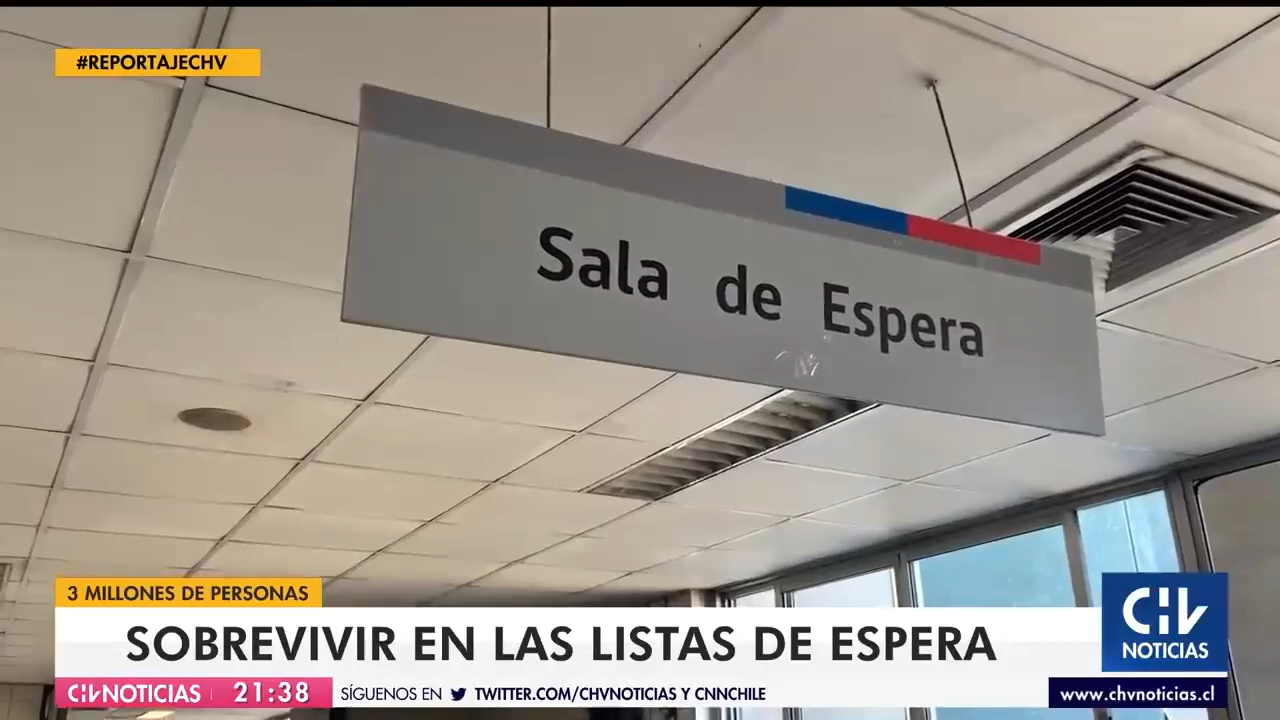 #REPORTAJECHV
Sala de Espera
3 MILLONES DE PERSONAS
SOBREVIVIR EN LAS LISTAS DE ESPERA
CHV
NOTICIAS
CHVNOTICIAS 21:38 SÍGUENOS EN TWITTER.COM/CHVNOTICIAS Y CNNCHILE
www.chvnoticias.cl